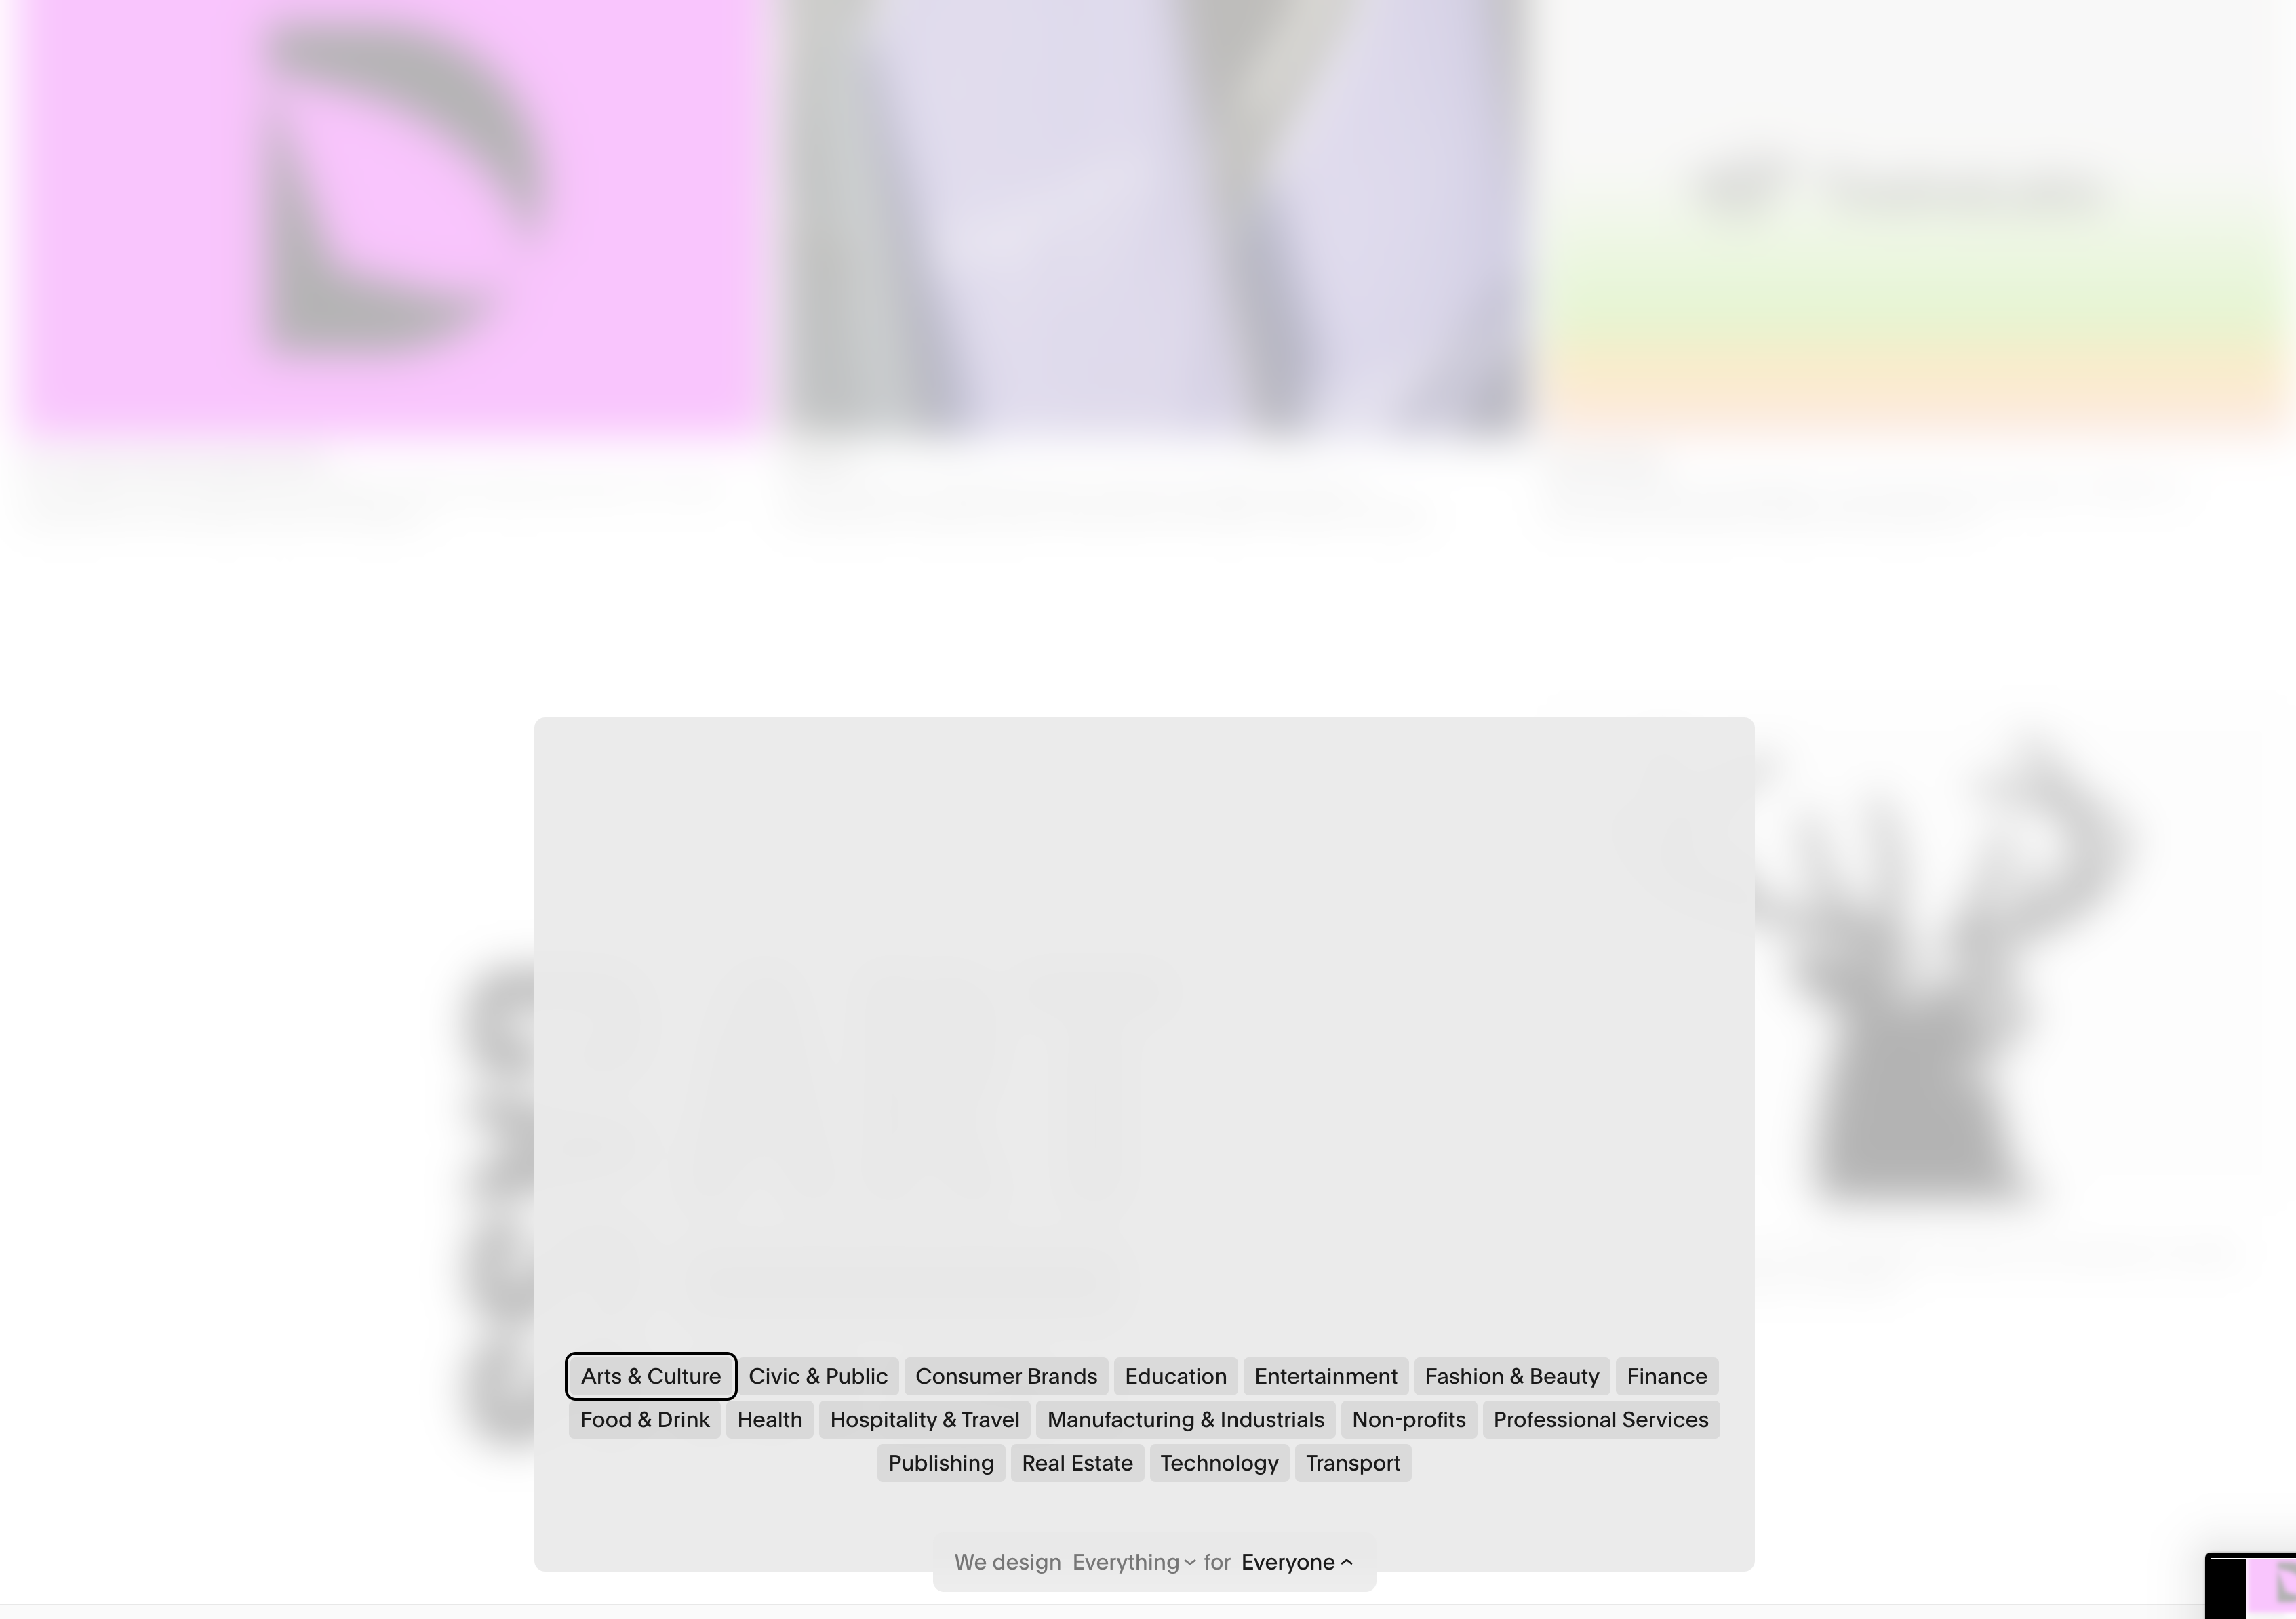 Arts & Culture Civic & Public Consumer Brands Education Entertainment Fashion & Beauty Finance
Food & Drink Health Hospitality & Travel Manufacturing & Industrials Non-profits Professional Services
Publishing Real Estate Technology Transport
We design Everything for Everyone